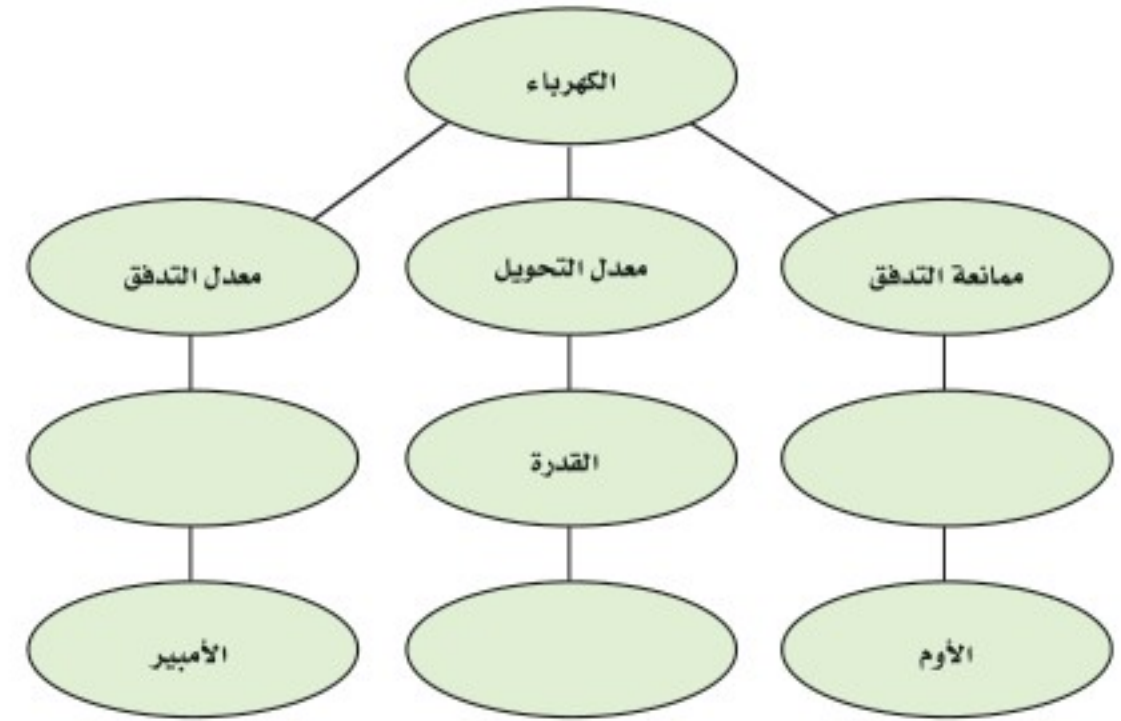 الكهرباء
ممانعة التدفق
معدل التحويل
معدل التدفق
القدرة
الأوم
الأمبير